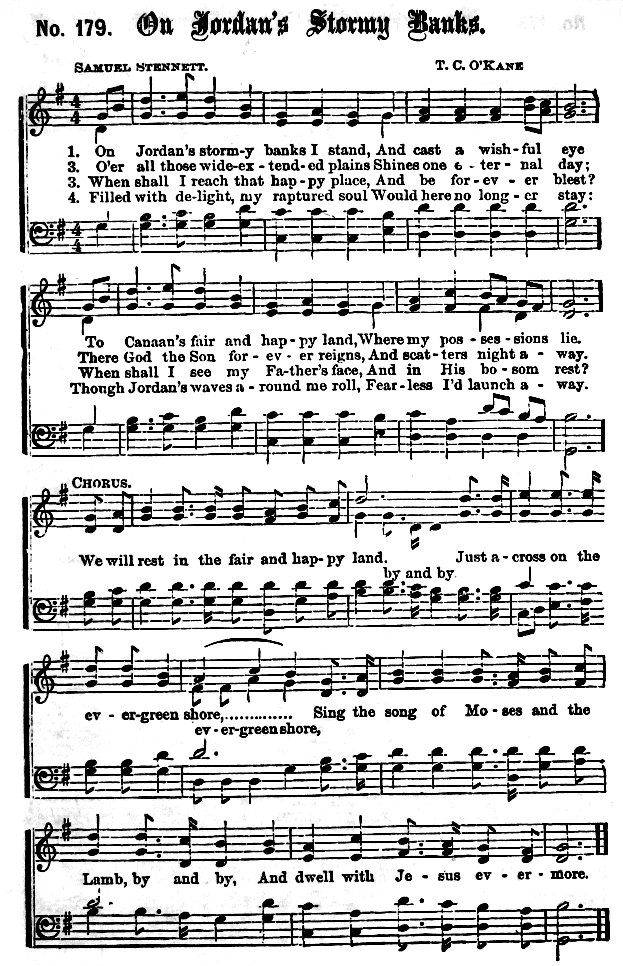 No. 179. On Jordan's Stormy Banks.
SAMUEL STENNETT. T. C. O'KANE
1. On Jordan's storm-y banks I stand, And cast a wish-ful eye
3. O'er all those wide-ex-tend-ed plains Shines one e-ter-nal day;
3. When shall I reach that hap-py place, And be for-ev-er blest?
4. Filled with de-light, my raptured soul Would here no long-er stay:
To Canaan's fair and hap-py land, Where my pos-ses-sions lie.
There God the Son for-ev-er reigns, And scat-ters night a-way.
When shall I see my Fa-ther's face, And in His bo-som rest?
Though Jordan's waves a-round me roll, Fear-less I'd launch a-way.
CHORUS.
We will rest in the fair and hap-py land. Just a-cross on the
by and by
ev-er-green shore,............... Sing the song of Mo-ses and the
ev-er-green shore,
Lamb, by and by, And dwell with Je-sus ev-er-more.